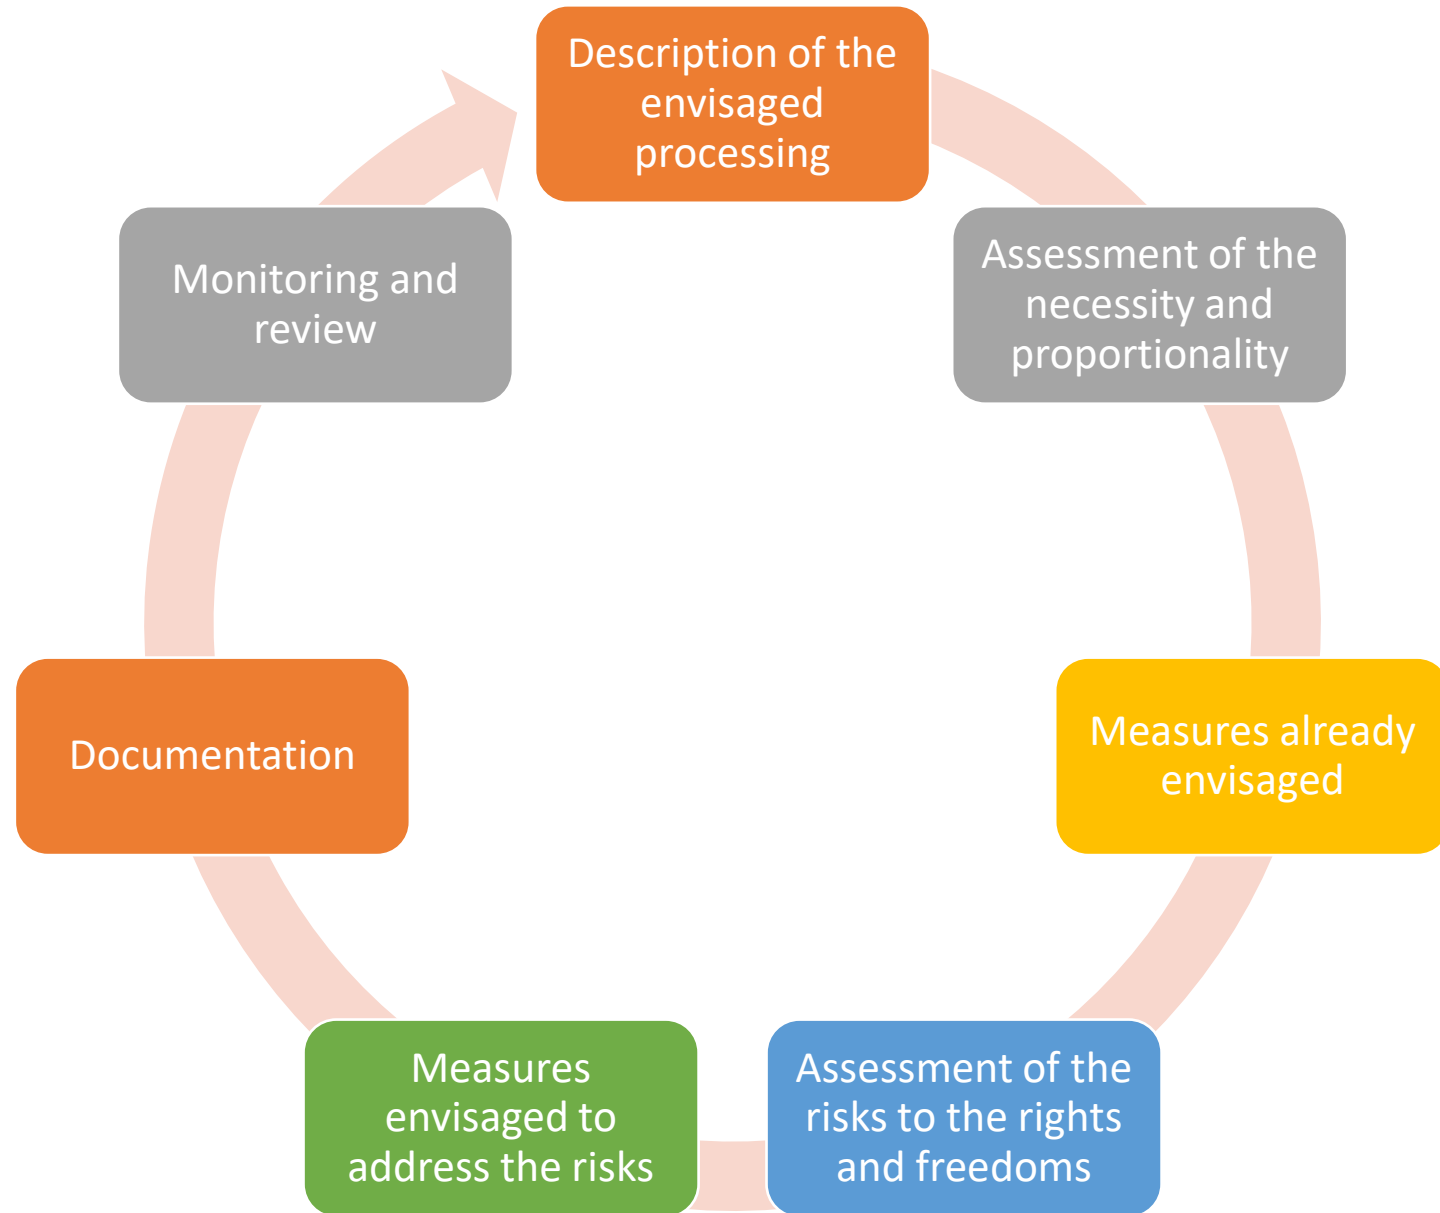 Description of the
envisaged
processing
Assessment of the
necessity and
proportionality
Measures already
envisaged
Assessment of the
risks to the rights
and freedoms
Measures
envisaged to
address the risks
Documentation
Monitoring and
review